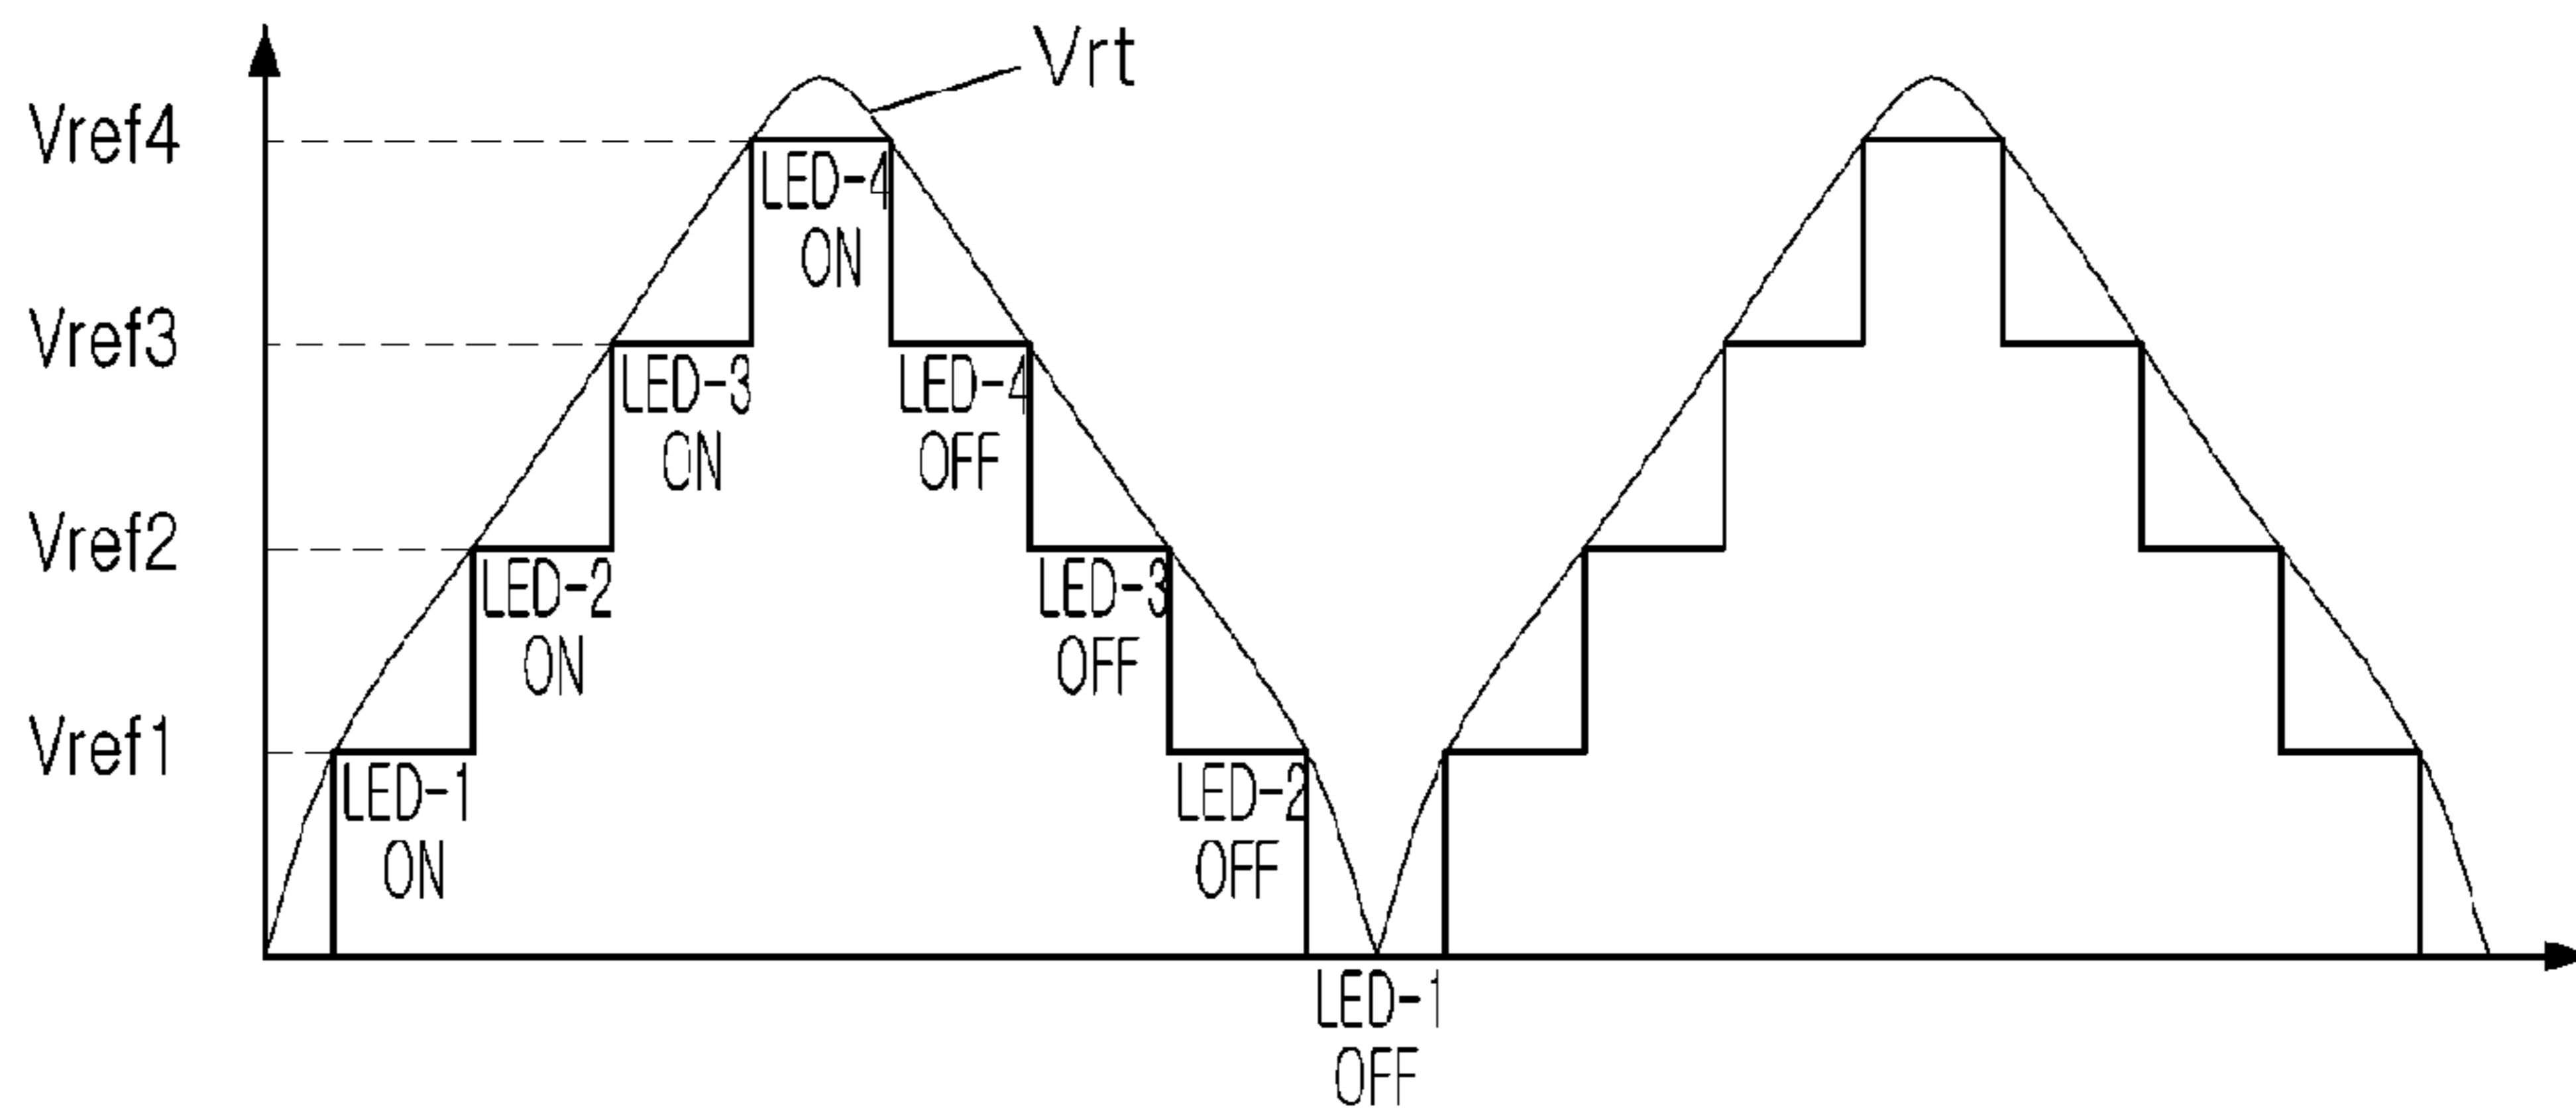 Vrt
Vref4
LED-4
ON
Vref3
LED-3
ON
LED-4
OFF
Vref2
LED-2
ON
LED-3
OFF
Vref1
LED-1
ON
LED-2
OFF
LED-1
OFF